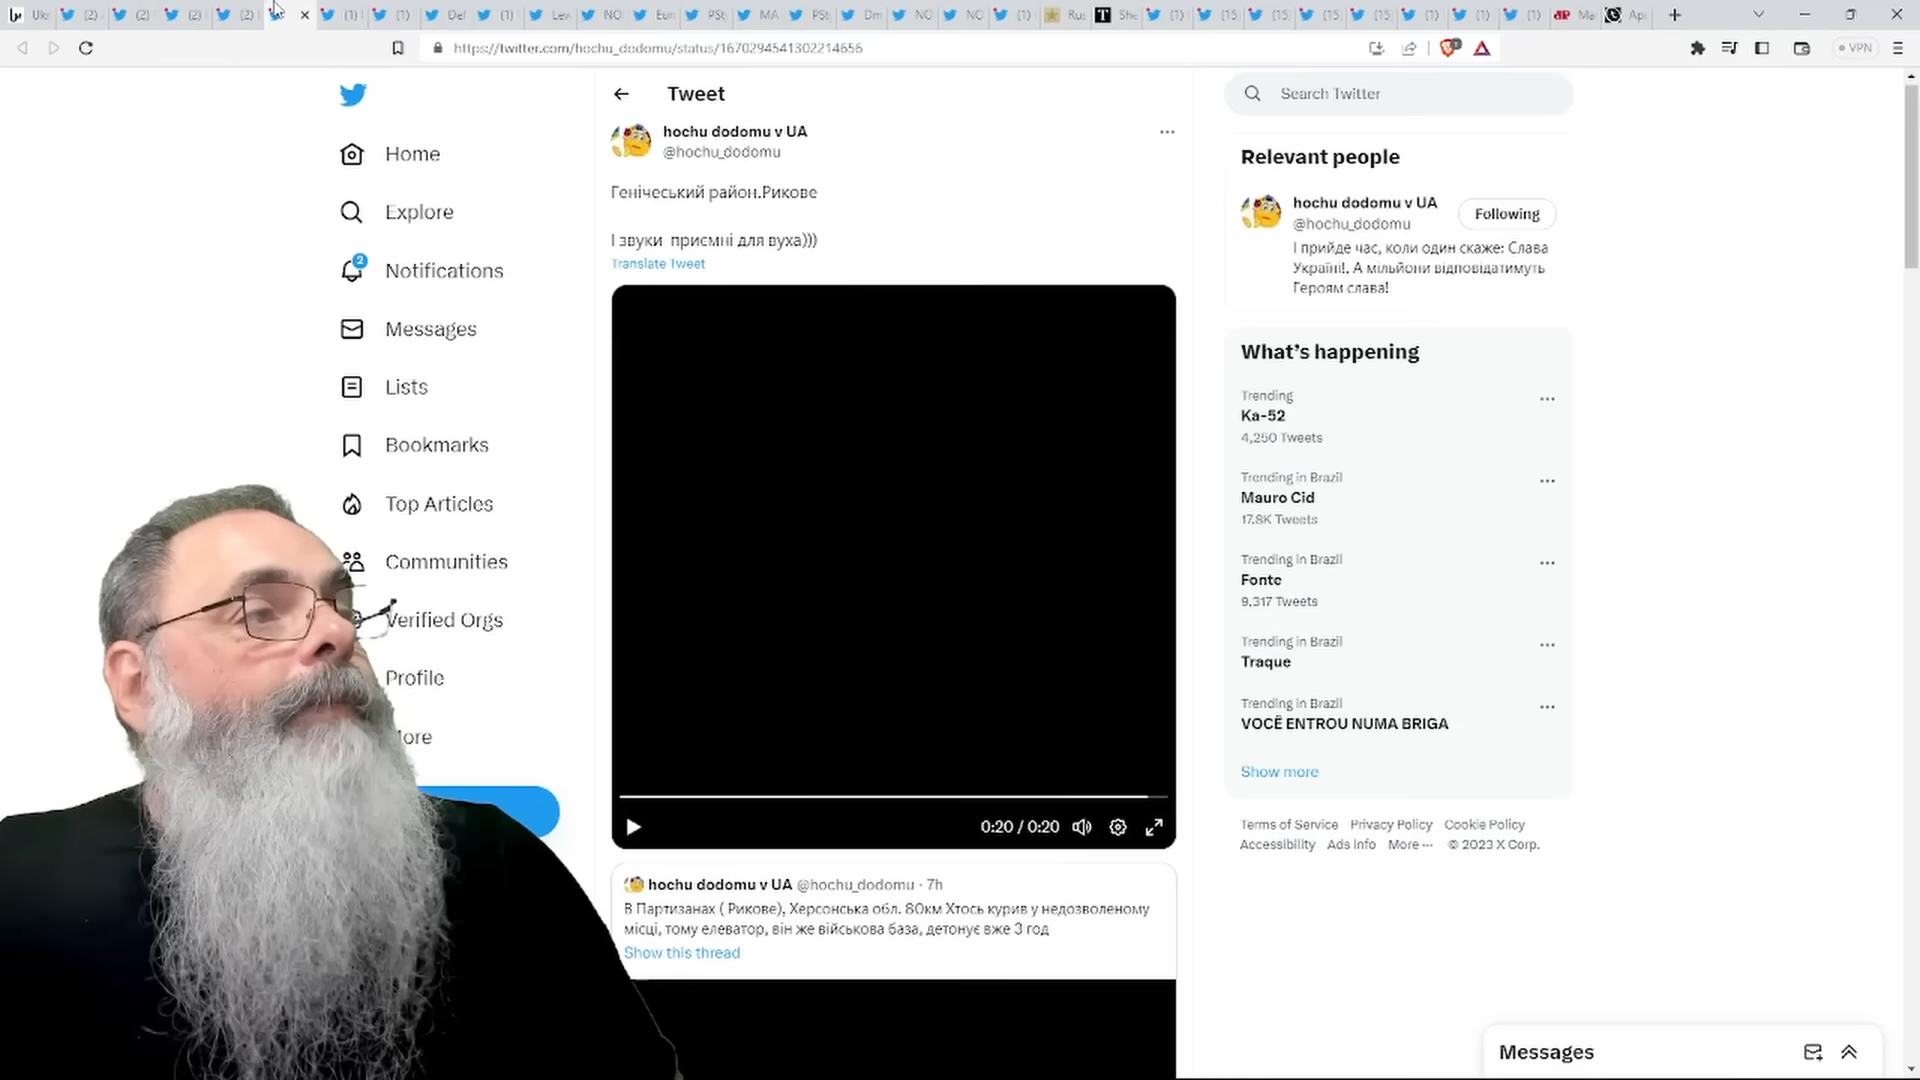 https://twitter.com/hochu_dodomu/status/1670294541302214656
VPN
Home
Explore
2
Notifications
Messages
Lists
Bookmarks
Top Articles
Communities
Verified Orgs
Profile
Tweet
hochu dodomu v UA
@hochu_dodomu
Генічеський район.Рикове
І звуки приємні для вуха)))
Translate Tweet
0:20 / 0:20
hochu dodomu v UA @hochu_dodomu · 7h
В Партизанах ( Рикове), Херсонська обл. 80км Хтось курив у недозволеному
місці, тому елеватор, він же військова база, детонує вже 3 год
Show this thread
Search Twitter
Relevant people
hochu dodomu v UA
@hochu_dodomu
Following
І прийде час, коли один скаже: Слава
Україні!, А мільйони відповідатимуть
Героям слава!
What's happening
Trending
Ka-52
4,250 Tweets
Trending in Brazil
Mauro Cid
17.8K Tweets
Trending in Brazil
Fonte
9,317 Tweets
Trending in Brazil
Traque
Trending in Brazil
VOCÊ ENTROU NUMA BRIGA
Show more
Terms of Service Privacy Policy Cookie Policy
Accessibility Ads info More ··· © 2023 X Corp.
Messages